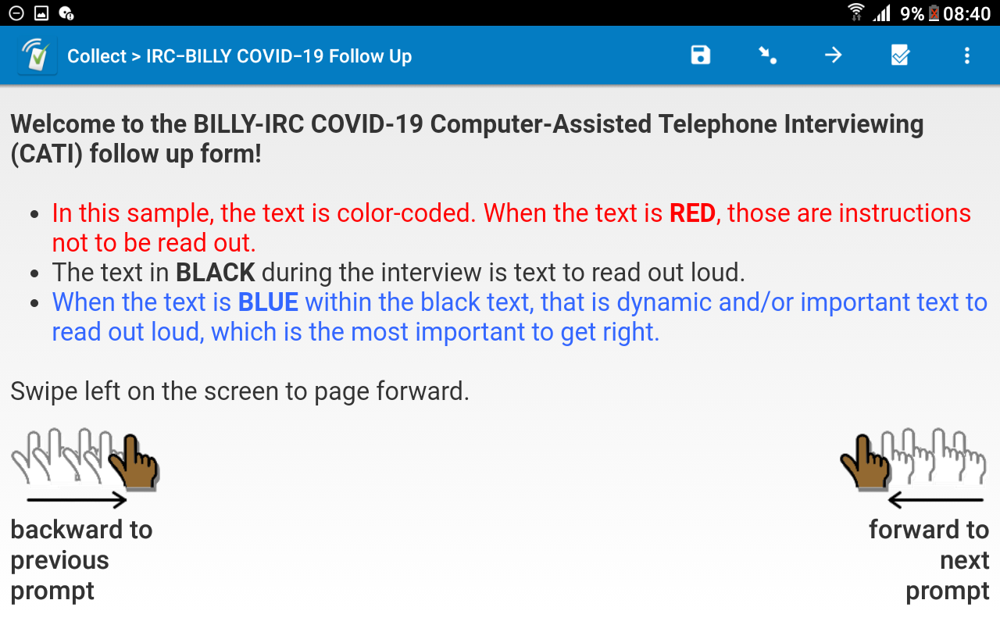 9% 08:40
Collect > IRC-BILLY COVID-19 Follow Up
Welcome to the BILLY-IRC COVID-19 Computer-Assisted Telephone Interviewing
(CATI) follow up form!
• In this sample, the text is color-coded. When the text is RED, those are instructions
not to be read out.
• The text in BLACK during the interview is text to read out loud.
• When the text is BLUE within the black text, that is dynamic and/or important text to
read out loud, which is the most important to get right.
Swipe left on the screen to page forward.
backward to
previous
prompt
forward to
next
prompt